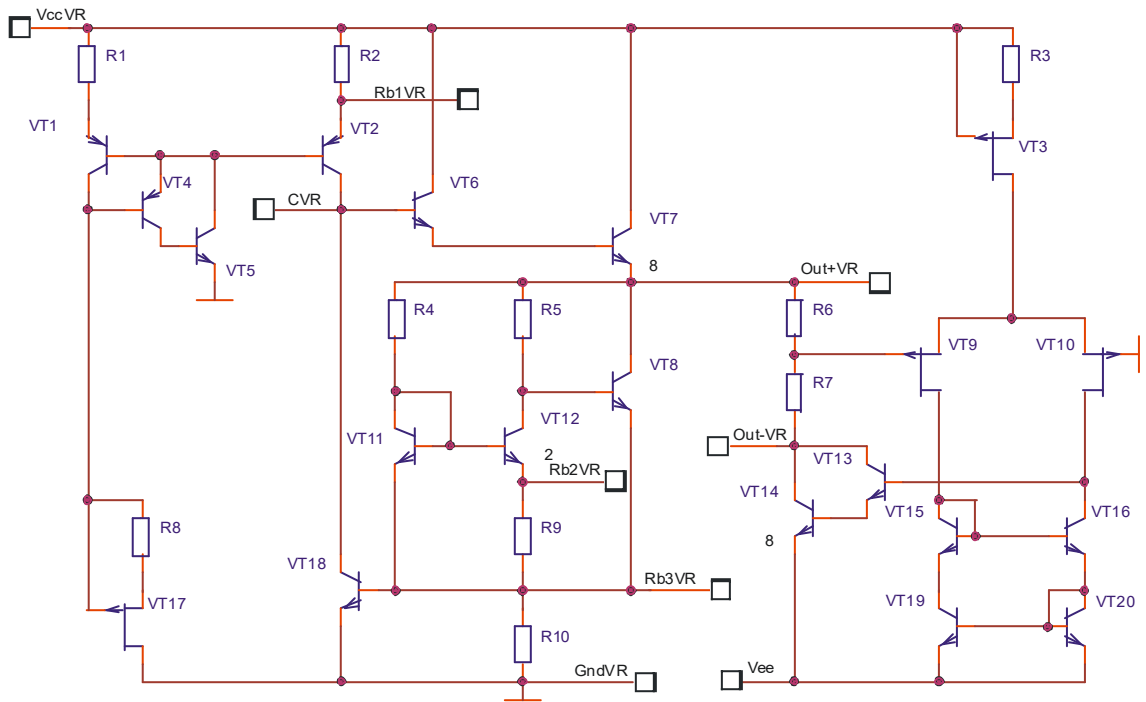 VccVR
R1
R2
R3
Rb1VR
VT1
VT2
VT3
VT4
VT6
CVR
VT7
VT5
8
Out+VR
R4
R5
R6
VT9
VT10
VT8
R7
VT11
VT12
Out-VR
VT13
2
Rb2VR
VT14
VT15
VT16
R8
R9
8
VT18
Rb3VR
VT17
VT19
VT20
R10
GndVR
Vee